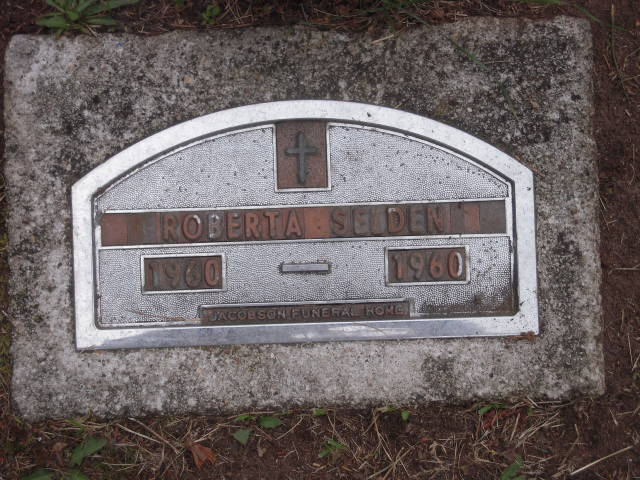 ROBERTA SELDEN
1960 — 1960
JACOBSON FUNERAL HOME